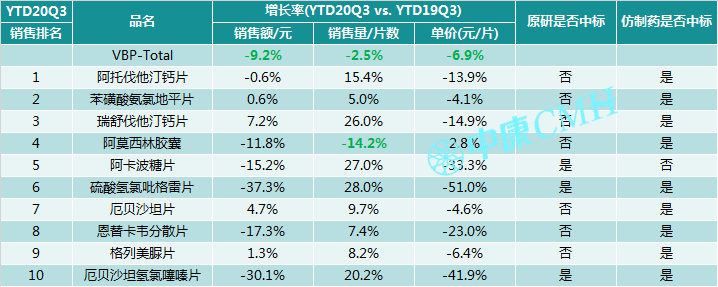 YTD20Q3 品名 增长率(YTD20Q3 vs. YTD19Q3) 原研是否中标 仿制药是否中标
销售排名 销售额/元 销售量/片数 单价(元/片)
VBP-Total -9.2% -2.5% -6.9%
1 阿托伐他汀钙片 -0.6% 15.4% -13.9% 否 是
2 苯磺酸氨氯地平片 0.6% 5.0% -4.1% 否 是
3 瑞舒伐他汀钙片 7.2% 26.0% -14.9% 否 是
4 阿莫西林胶囊 -11.8% -14.2% 2.8% 否 是
5 阿卡波糖片 -15.2% 27.0% -33.3% 是 否
6 硫酸氢氯吡格雷片 -37.3% 28.0% -51.0% 是 是
7 厄贝沙坦片 4.7% 9.7% -4.6% 否 是
8 恩替卡韦分散片 -17.3% 7.4% -23.0% 否 是
9 格列美脲片 1.3% 8.2% -6.4% 否 是
10 厄贝沙坦氢氯噻嗪片 -30.1% 20.2% -41.9% 是 是
中康CMH